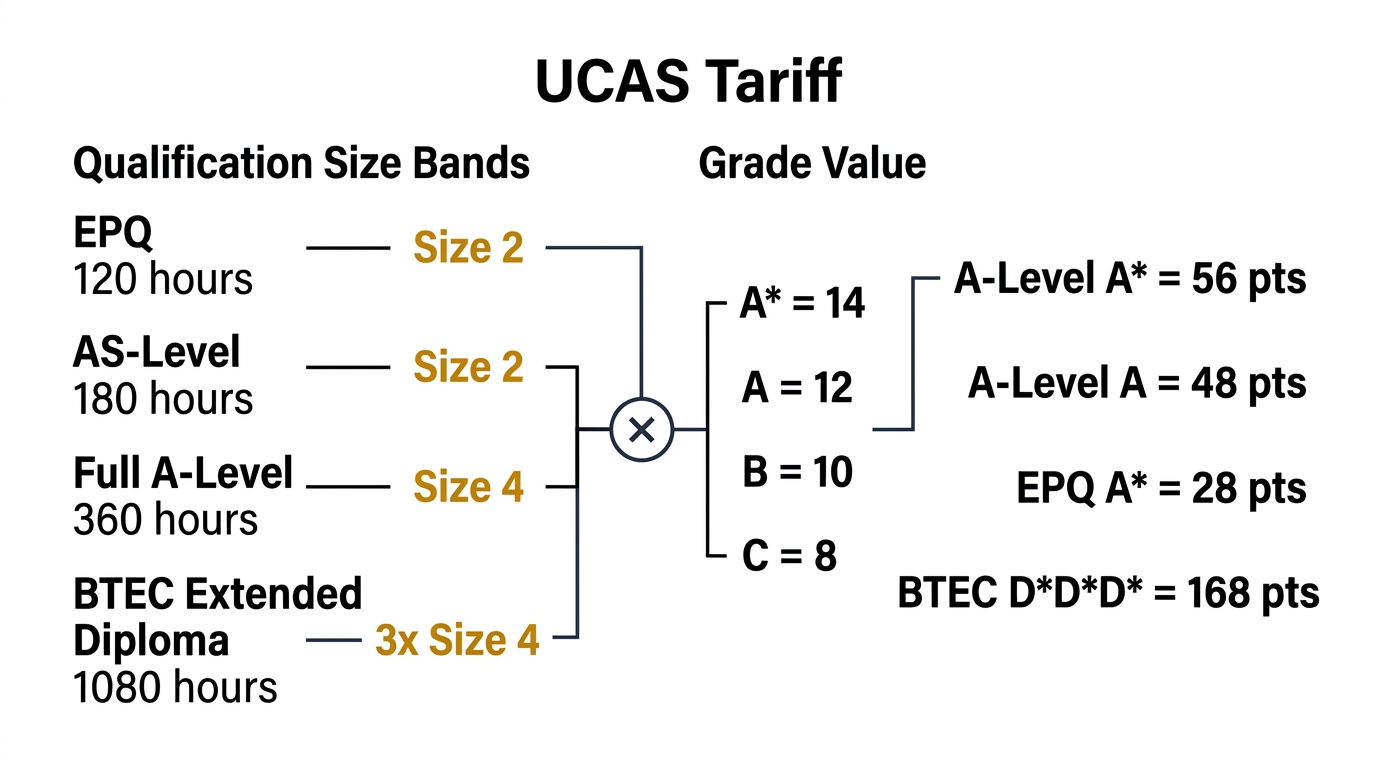 UCAS Tariff
Qualification Size Bands
Grade Value
EPQ
120 hours
Size 2
AS-Level
180 hours
Size 2
Full A-Level
360 hours
Size 4
BTEC Extended
Diploma
1080 hours
3x Size 4
×
A* = 14
A = 12
B = 10
C = 8
A-Level A* = 56 pts
A-Level A = 48 pts
EPQ A* = 28 pts
BTEC D*D*D* = 168 pts